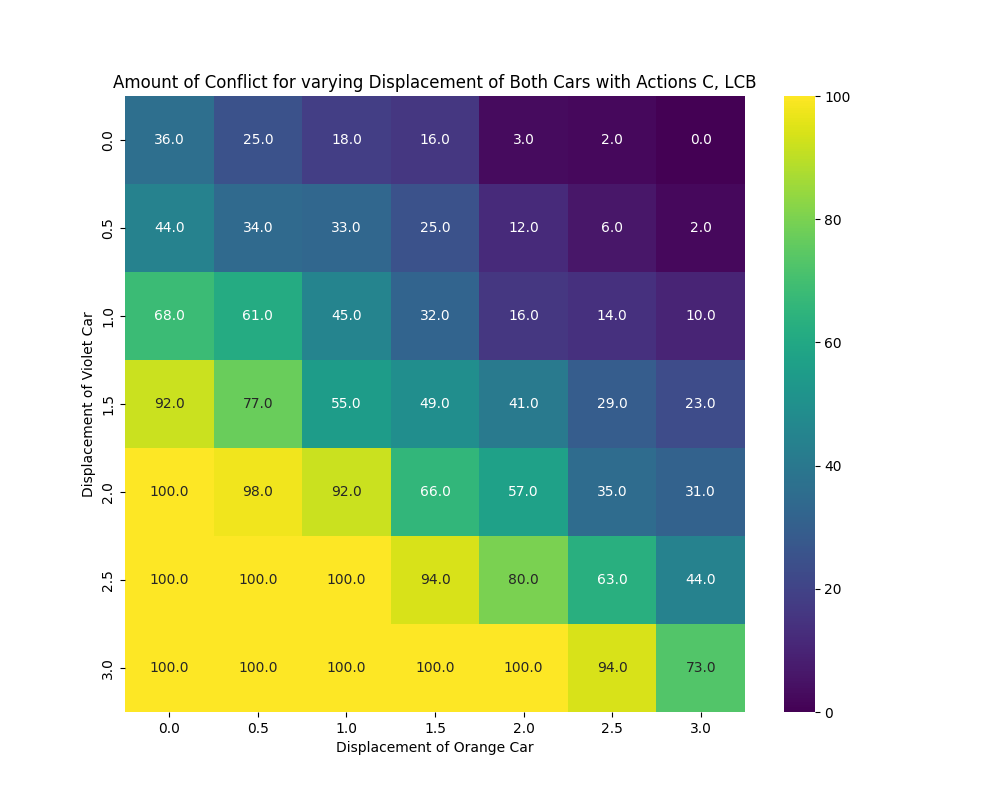 Amount of Conflict for varying Displacement of Both Cars with Actions C, LCB
Displacement of Violet Car
0.0 36.0 25.0 18.0 16.0 3.0 2.0 0.0
0.5 44.0 34.0 33.0 25.0 12.0 6.0 2.0
1.0 68.0 61.0 45.0 32.0 16.0 14.0 10.0
1.5 92.0 77.0 55.0 49.0 41.0 29.0 23.0
2.0 100.0 98.0 92.0 66.0 57.0 35.0 31.0
2.5 100.0 100.0 100.0 94.0 80.0 63.0 44.0
3.0 100.0 100.0 100.0 100.0 100.0 94.0 73.0
0.0 0.5 1.0 1.5 2.0 2.5 3.0
Displacement of Orange Car
100
80
60
40
20
0